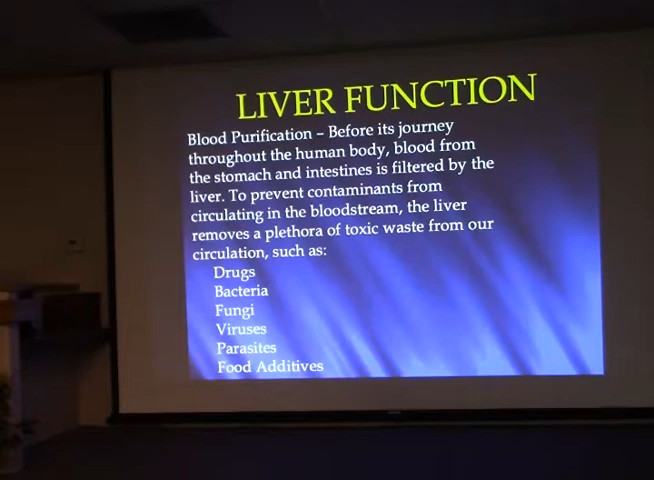 LIVER FUNCTION
Blood Purification – Before its journey
throughout the human body, blood from
the stomach and intestines is filtered by the
liver. To prevent contaminants from
circulating in the bloodstream, the liver
removes a plethora of toxic waste from our
circulation, such as:
Drugs
Bacteria
Fungi
Viruses
Parasites
Food Additives